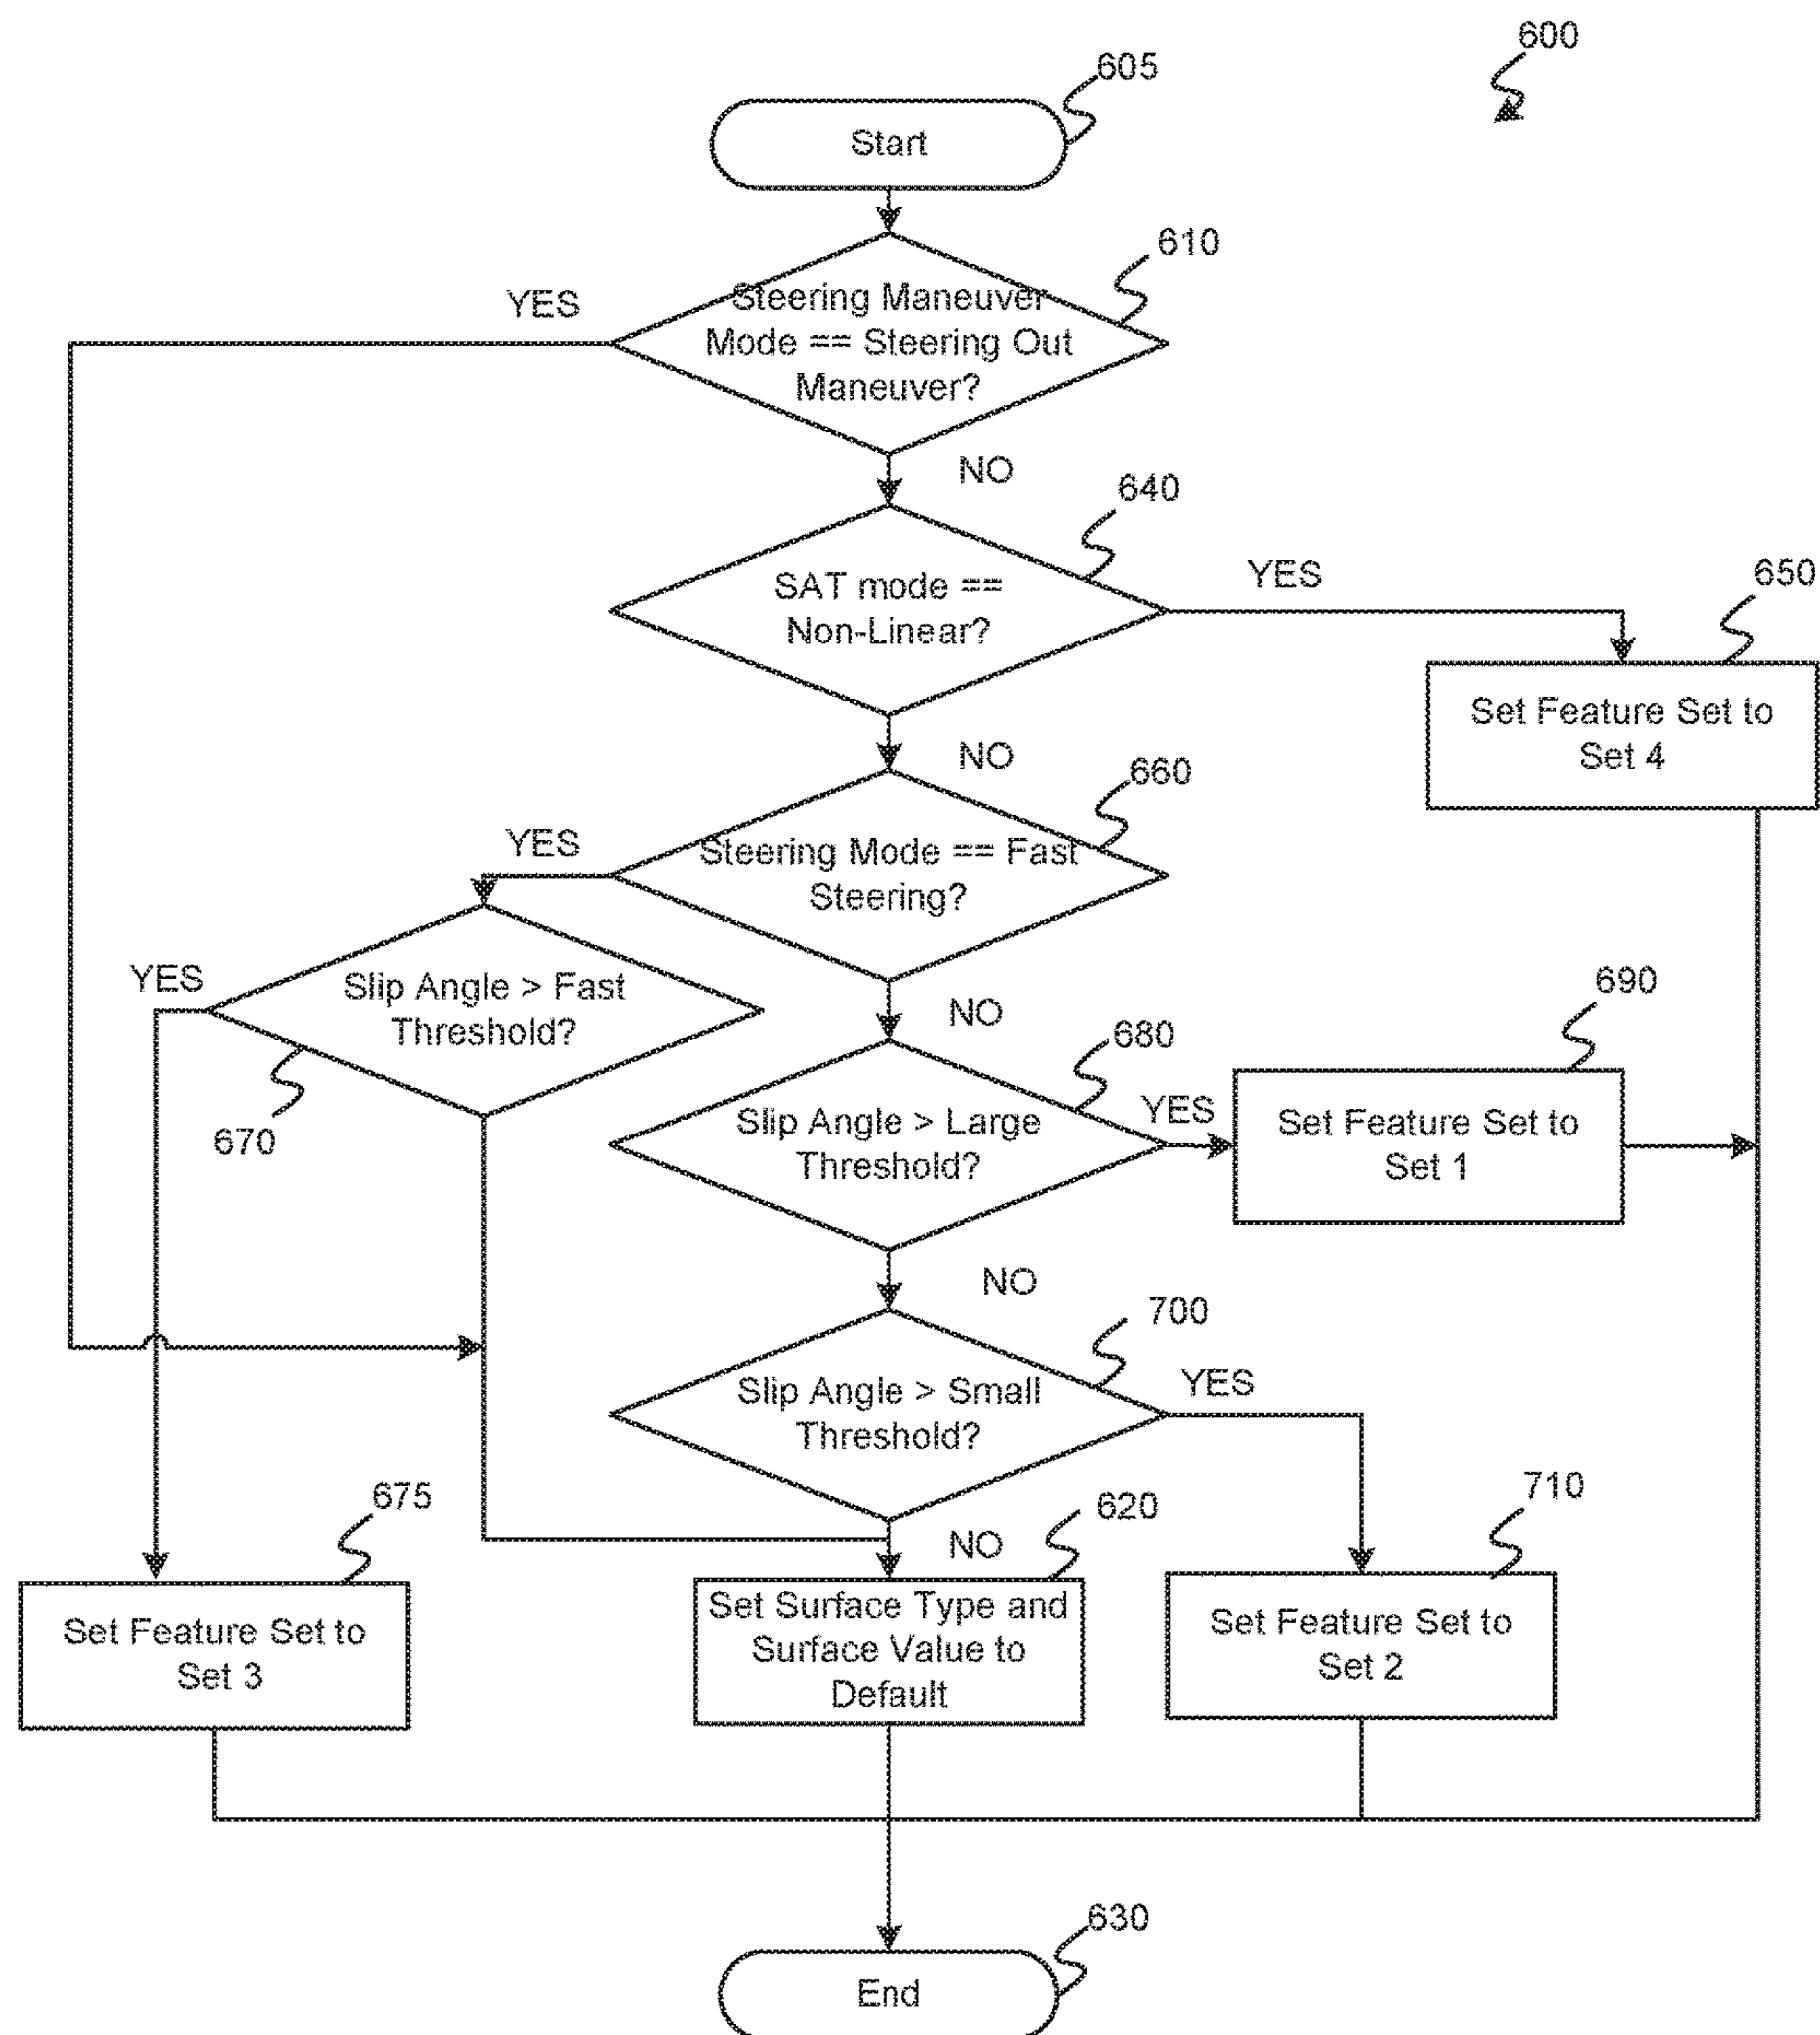 600
605
Start
610
YES
Steering Maneuver
Mode == Steering Out
Maneuver?
NO
640
SAT mode ==
Non-Linear?
YES
650
Set Feature Set to
Set 4
NO
660
YES
Steering Mode == Fast
Steering?
YES
Slip Angle > Fast
Threshold?
670
NO
680
690
Slip Angle > Large
Threshold?
YES
Set Feature Set to
Set 1
NO
700
Slip Angle > Small
Threshold?
YES
675
Set Feature Set to
Set 3
NO
620
Set Surface Type and
Surface Value to
Default
710
Set Feature Set to
Set 2
630
End